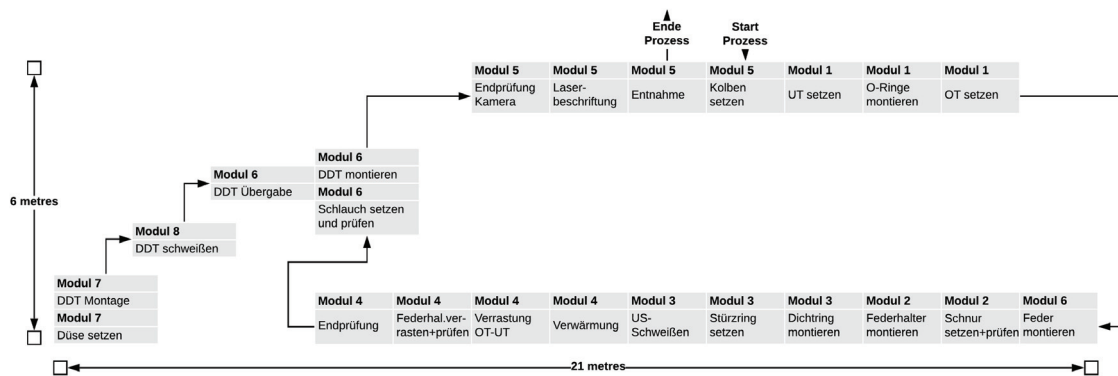 Ende
Prozess
Start
Prozess
Modul 5
Endprüfung
Kamera
Modul 5
Laser-
beschriftung
Modul 5
Entnahme
Modul 5
Kolben
setzen
Modul 1
UT setzen
Modul 1
O-Ringe
montieren
Modul 1
OT setzen
Modul 6
DDT montieren
Modul 6
Schlauch setzen
und prüfen
Modul 6
DDT Übergabe
6 metres
Modul 8
DDT schweißen
Modul 7
DDT Montage
Modul 7
Düse setzen
Modul 4
Endprüfung
Modul 4
Federhal.ver-
rasten+prüfen
Modul 4
Verrastung
OT-UT
Modul 4
Verwärmung
Modul 3
US-
Schweißen
Modul 3
Stürzring
setzen
Modul 3
Dichtring
montieren
Modul 2
Federhalter
montieren
Modul 2
Schnur
setzen+prüfen
Modul 6
Feder
montieren
21 metres